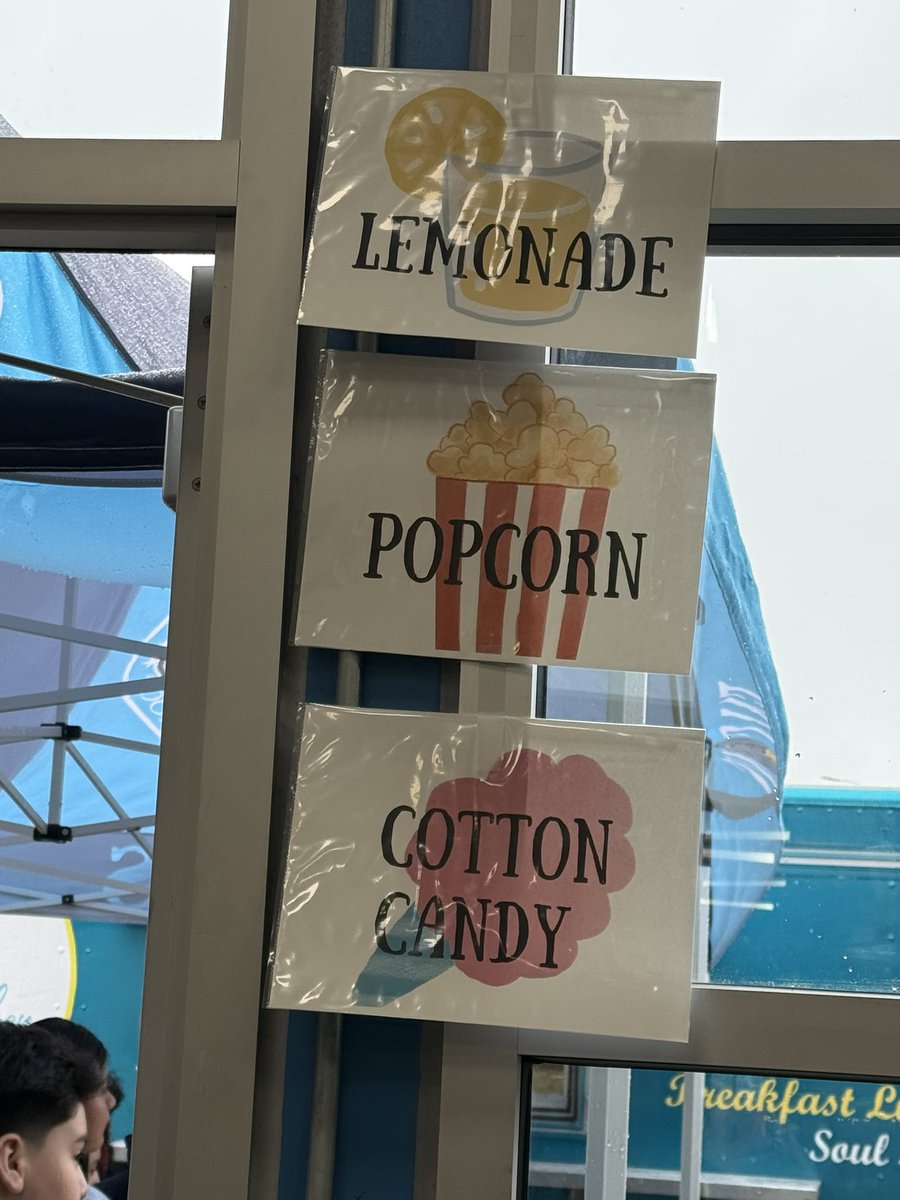 LEMONADE
POPCORN
COTTON
CANDY
Breakfast
Soul